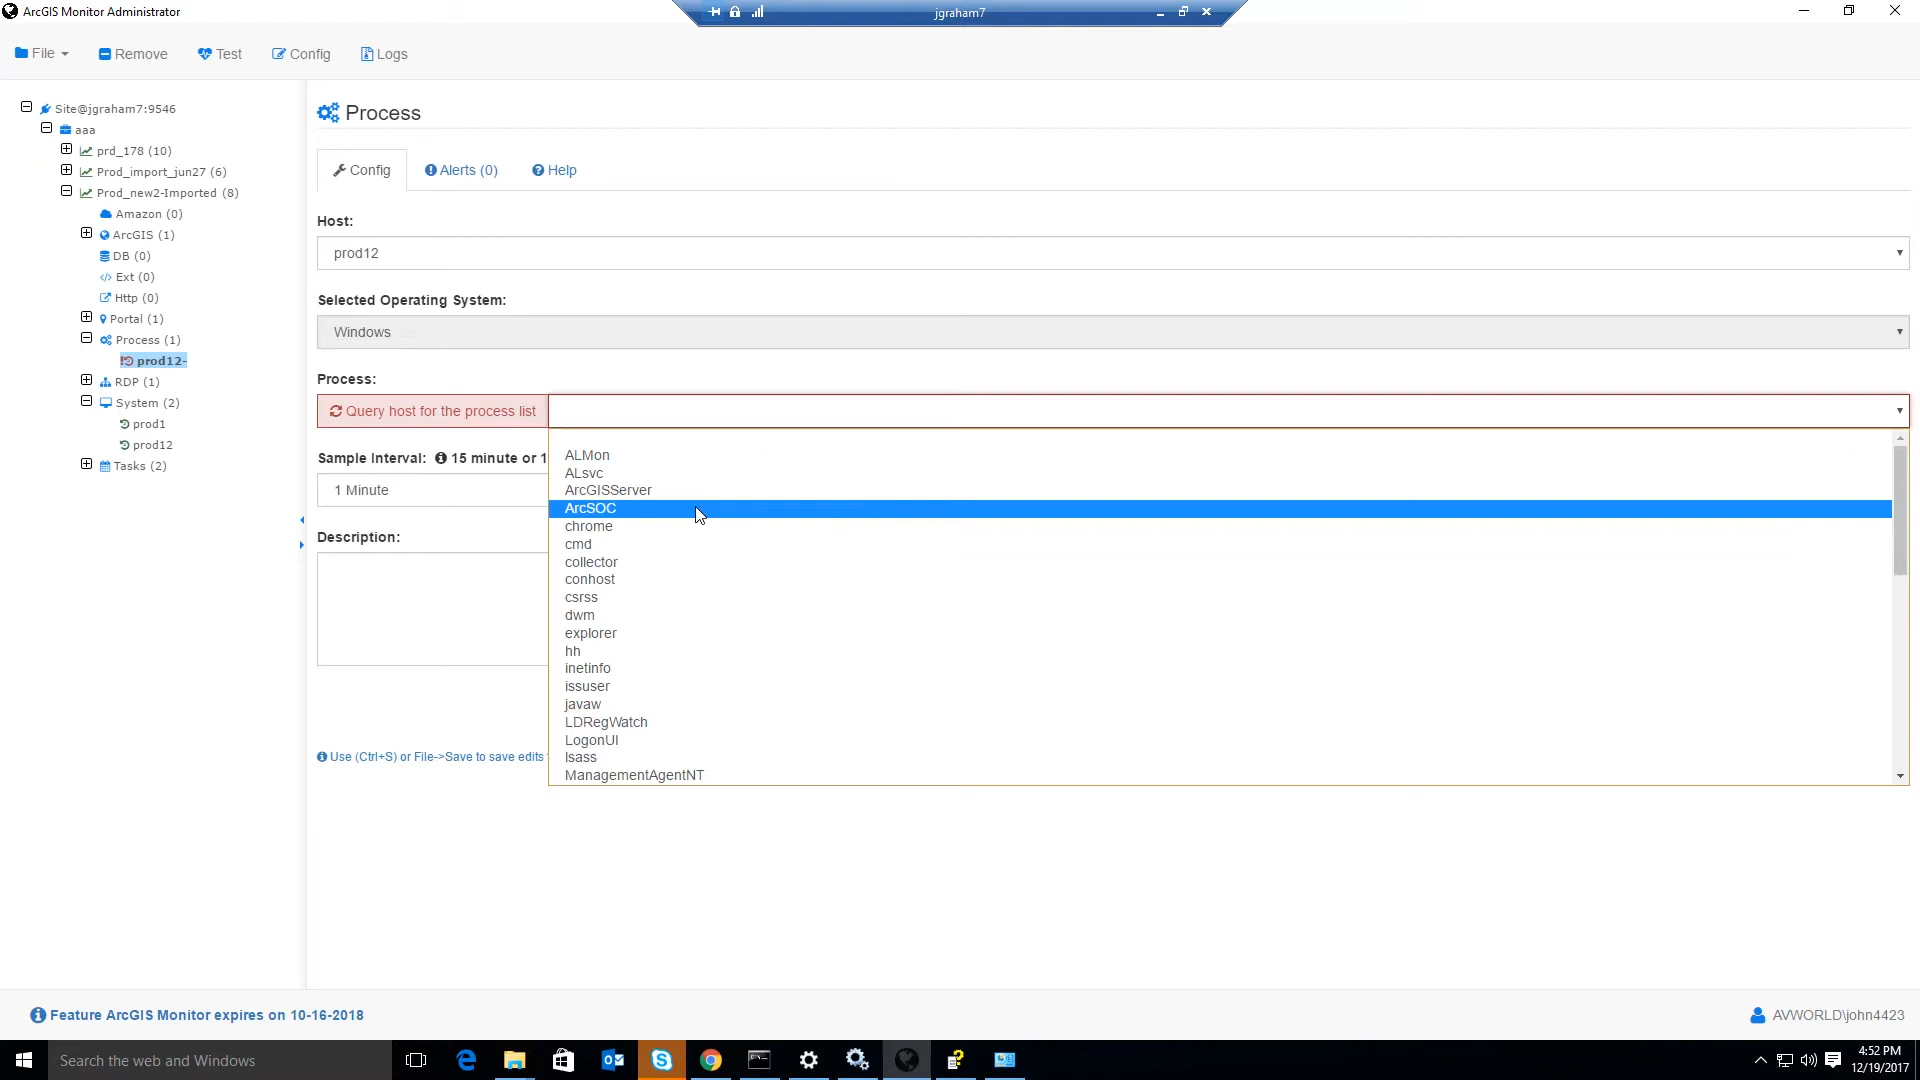 ArcGIS Monitor Administrator
jgraham7
File
Remove
Test
Config
Logs
Site@jgraham7:9546
aaa
prd_178 (10)
Prod_import_jun27 (6)
Prod_new2-Imported (8)
Amazon (0)
ArcGIS (1)
DB (0)
Ext (0)
Http (0)
Portal (1)
Process (1)
prod12-
RDP (1)
System (2)
prod1
prod12
Tasks (2)
Process
Config
Alerts (0)
Help
Host:
prod12
Selected Operating System:
Windows
Process:
Query host for the process list
Sample Interval: 15 minute or 1
1 Minute
Description:
Use (Ctrl+S) or File->Save to save edits
ALMon
ALsvc
ArcGISServer
ArcSOC
chrome
cmd
collector
conhost
csrss
dwm
explorer
hh
inetinfo
issuser
javaw
LDRegWatch
LogonUI
lsass
ManagementAgentNT
Feature ArcGIS Monitor expires on 10-16-2018
AVWORLD\john4423
Search the web and Windows
4:52 PM
12/19/2017